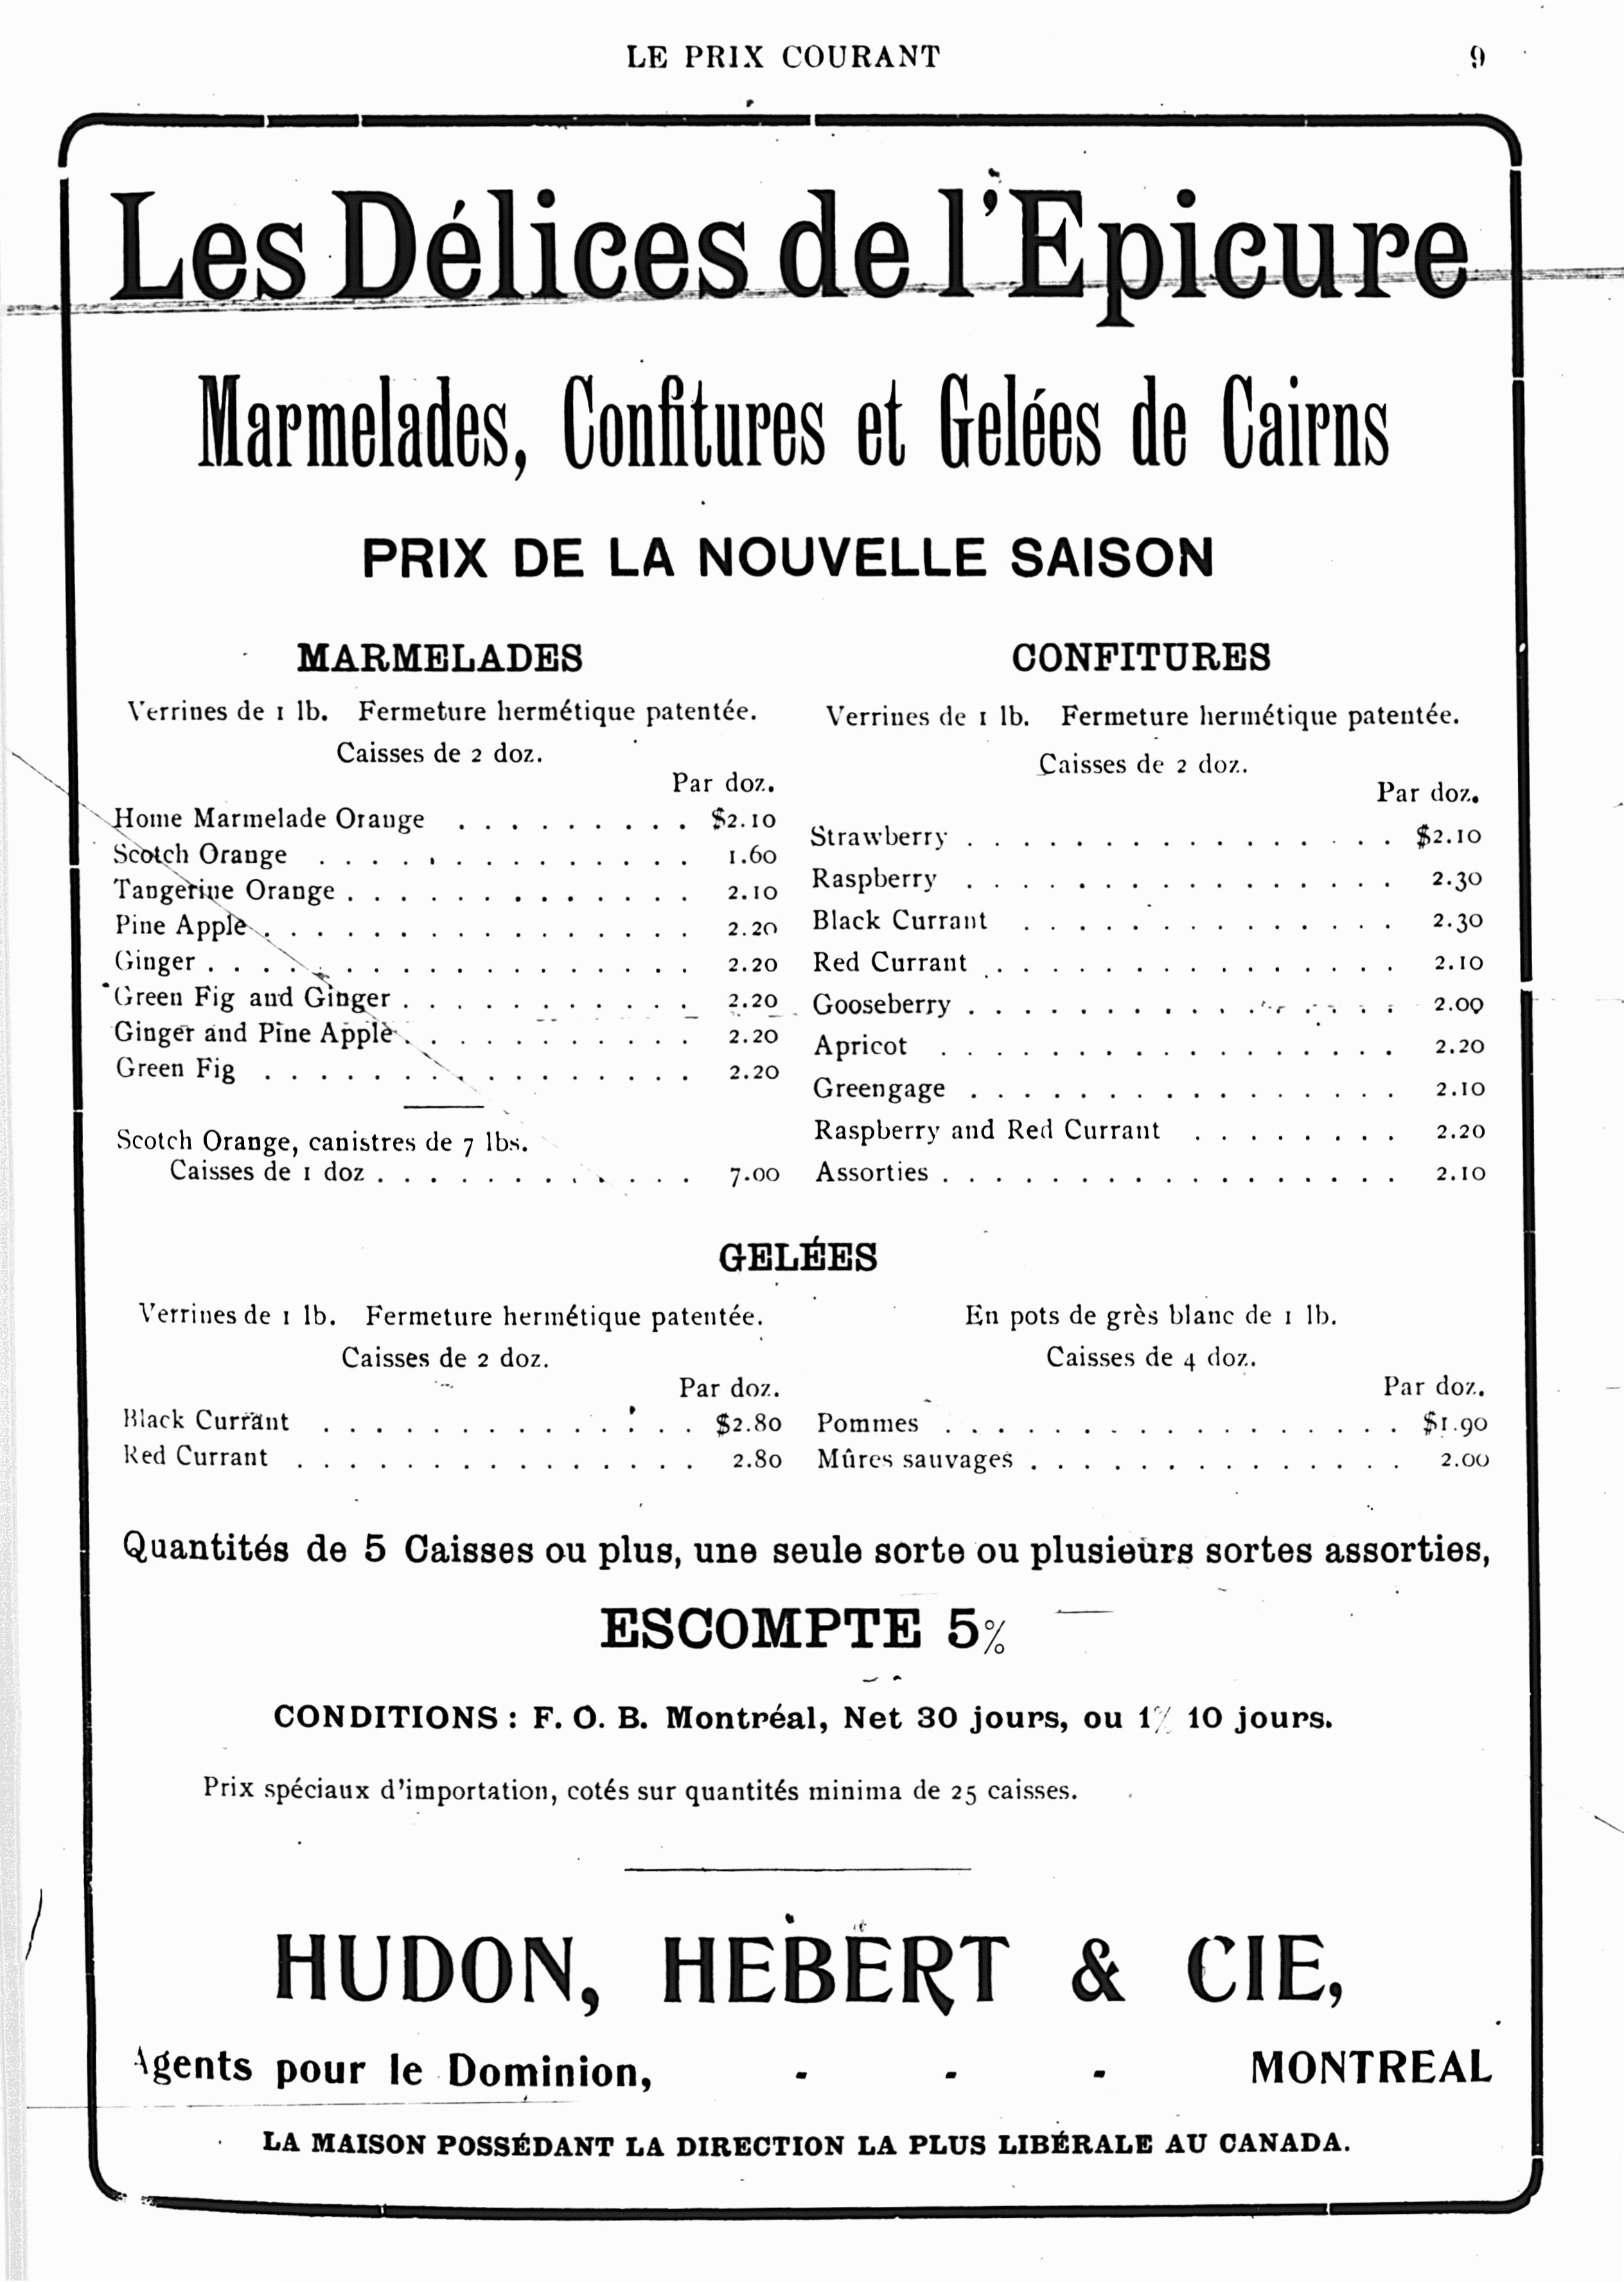 LE PRIX COURANT 9
Les Délices de l'Epicure
Marmelades, Confitures et Gelées de Cairns
PRIX DE LA NOUVELLE SAISON
MARMELADES
Verrines de 1 lb. Fermeture hermétique patentée.
Caisses de 2 doz.
Par doz.
Home Marmelade Orange . . . . . . . . . $2.10
Scotch Orange . . . . . . . . . . . . . . 1.60
Tangerine Orange . . . . . . . . . . . . . 2.10
Pine Apple . . . . . . . . . . . . . . . . 2.20
Ginger . . . . . . . . . . . . . . . . . . 2.20
Green Fig and Ginger . . . . . . . . . . . 2.20
Ginger and Pine Apple . . . . . . . . . . . 2.20
Green Fig . . . . . . . . . . . . . . . . 2.20
Scotch Orange, canistres de 7 lbs.
Caisses de 1 doz . . . . . . . . . . . . 7.00
CONFITURES
Verrines de 1 lb. Fermeture hermétique patentée.
Caisses de 2 doz.
Par doz.
Strawberry . . . . . . . . . . . . . . . . $2.10
Raspberry . . . . . . . . . . . . . . . . 2.30
Black Currant . . . . . . . . . . . . . . 2.30
Red Currant . . . . . . . . . . . . . . . 2.10
Gooseberry . . . . . . . . . . . . . . . . 2.00
Apricot . . . . . . . . . . . . . . . . . 2.20
Greengage . . . . . . . . . . . . . . . . 2.10
Raspberry and Red Currant . . . . . . . . 2.20
Assorties . . . . . . . . . . . . . . . . . 2.10
GELÉES
Verrines de 1 lb. Fermeture hermétique patentée.
Caisses de 2 doz.
Par doz.
Black Currant . . . . . . . . . . . . . . $2.80
Red Currant . . . . . . . . . . . . . . . 2.80
En pots de grès blanc de 1 lb.
Caisses de 4 doz.
Par doz.
Pommes . . . . . . . . . . . . . . . . . $1.90
Mûres sauvages . . . . . . . . . . . . . . 2.00
Quantités de 5 Caisses ou plus, une seule sorte ou plusieurs sortes assorties,
ESCOMPTE 5%
CONDITIONS : F. O. B. Montréal, Net 30 jours, ou 1% 10 jours.
Prix spéciaux d'importation, cotés sur quantités minima de 25 caisses.
HUDON, HEBERT & CIE,
Agents pour le Dominion, - - - MONTREAL
LA MAISON POSSÉDANT LA DIRECTION LA PLUS LIBÉRALE AU CANADA.